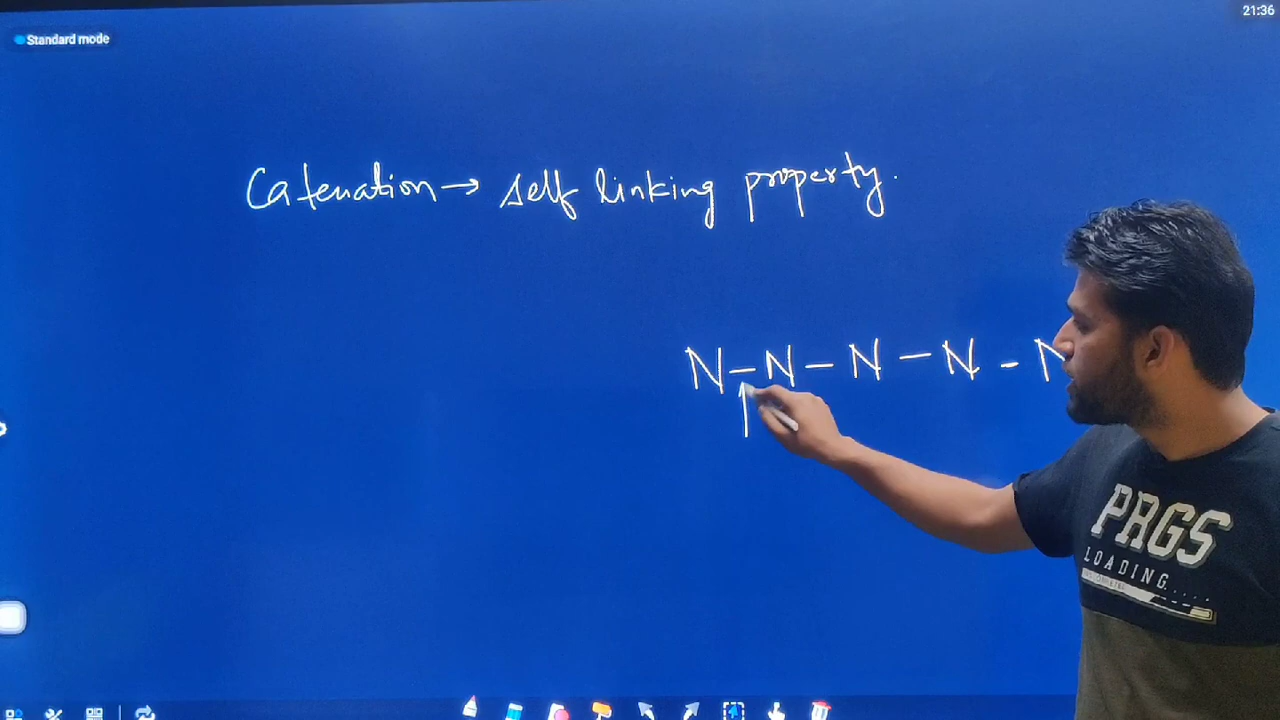 21:36
Standard mode
Catenation → self linking property.
N – N – N – N – N
PRGS
LOADING.....